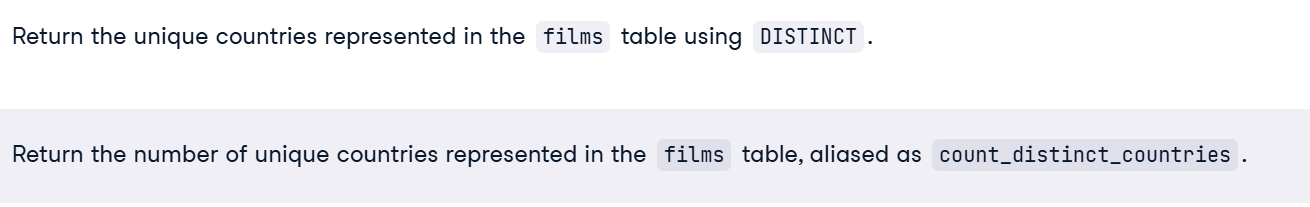 Return the unique countries represented in the films table using DISTINCT.
Return the number of unique countries represented in the films table, aliased as count_distinct_countries.